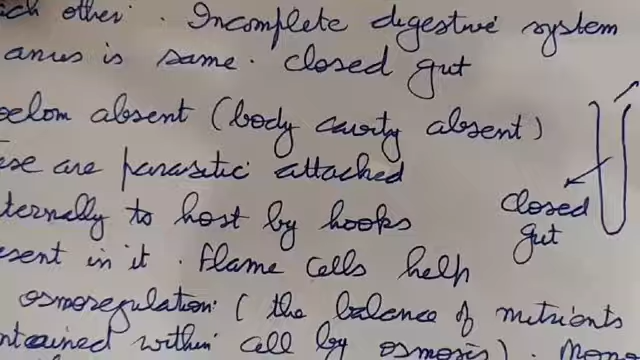 ch other. Incomplete digestive system
anus is same. closed gut
oelom absent (body cavity absent)
se are parasitic attached
ternally to host by hooks
closed
gut
esent in it. flame cells help
osmoregulation: (the balance of nutrients
ntained within cell by osmosis).